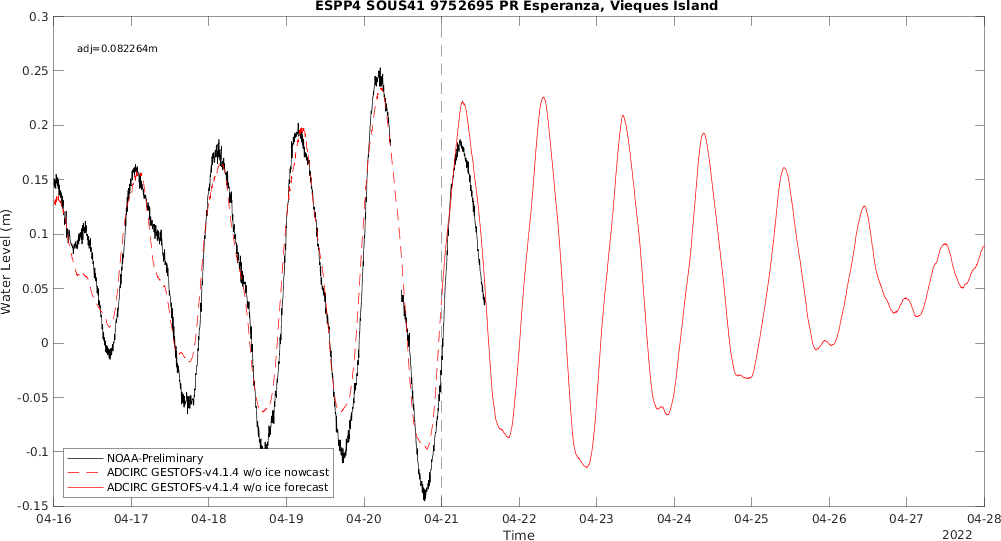 ESPP4 SOUS41 9752695 PR Esperanza, Vieques Island
adj=0.082264m
0.3
0.25
0.2
0.15
0.1
0.05
0
-0.05
-0.1
-0.15
Water Level (m)
NOAA-Preliminary
ADCIRC GESTOFS-v4.1.4 w/o ice nowcast
ADCIRC GESTOFS-v4.1.4 w/o ice forecast
04-16 04-17 04-18 04-19 04-20 04-21 04-22 04-23 04-24 04-25 04-26 04-27 04-28
Time
2022